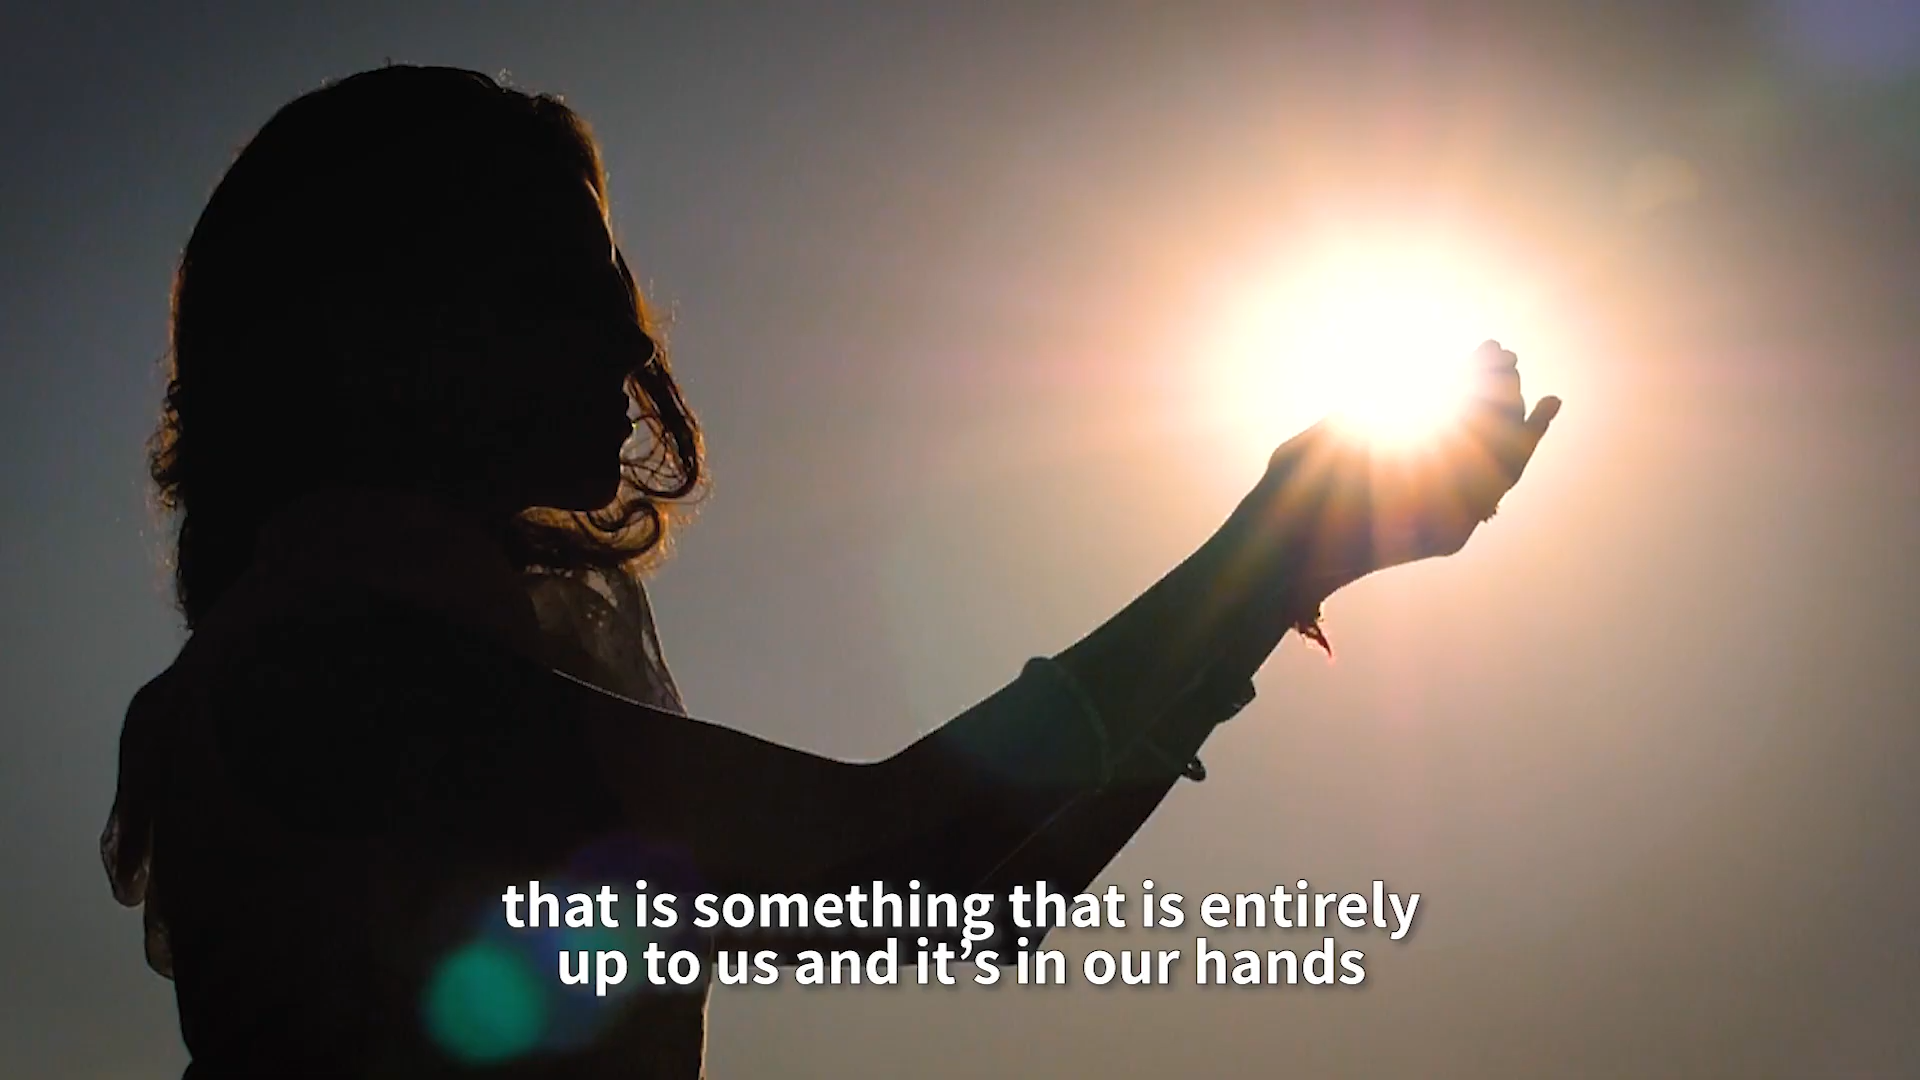 that is something that is entirely
up to us and it’s in our hands